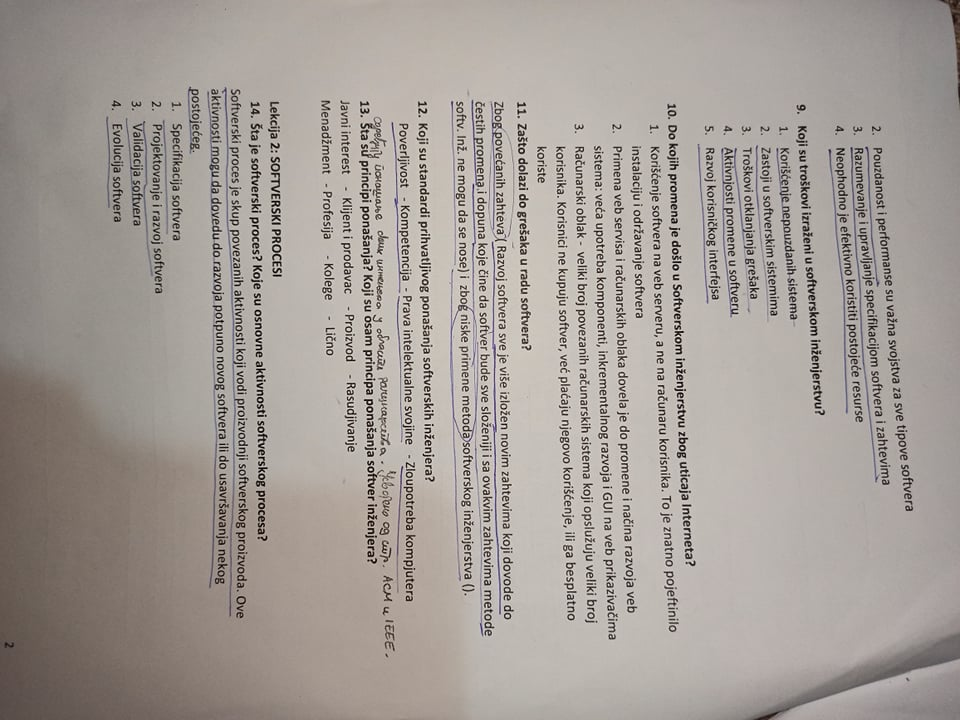 2. Pouzdanost i performanse su važna svojstva za sve tipove softvera
3. Razumevanje i upravljanje specifikacijom softvera i zahtevima
4. Neophodno je efektivno koristiti postojeće resurse
9. Koji su troškovi izraženi u softverskom inženjerstvu?
1. Korišćenje nepouzdanih sistema
2. Zastoji u softverskim sistemima
3. Troškovi otklanjanja grešaka
4. Aktivnjosti promene u softveru
5. Razvoj korisničkog interfejsa
10. Do kojih promena je došlo u Softverskom inženjerstvu zbog uticaja Interneta?
1. Korišćenje softvera na veb serveru, a ne na računaru korisnika. To je znatno pojeftinilo
instalaciju i održavanje softvera
2. Primena veb servisa i računarskih oblaka dovela je do promene i načina razvoja veb
sistema: veća upotreba komponenti, inkrementalnog razvoja i GUI na veb prikazivačima
3. Računarski oblak - veliki broj povezanih računarskih sistema koji opslužuju veliki broj
korisnika. Korisnici ne kupuju softver, već plaćaju njegovo korišćenje, ili ga besplatno
koriste
11. Zašto dolazi do grešaka u radu softvera?
Zbog povećanih zahteva ( Razvoj softvera sve je više izložen novim zahtevima koji dovode do
čestih promena i dopuna koje čine da softver bude sve složeniji i sa ovakvim zahtevima metode
softv. Inž ne mogu da se nose) i zbog niske primene metoda softverskog inženjerstva ().
12. Koji su standardi prihvatljivog ponašanja softverskih inženjera?
Poverljivost - Kompetencija - Prava intelektualne svojine - Zloupotreba kompjutera
одређују понашање свих инжењера у области рачунарства. Усвојено од стр. ACM и IEEE.
13. Šta su principi ponašanja? Koji su osam principa ponašanja softver inženjera?
Javni interest - Klijent i prodavac - Proizvod - Rasudjivanje
Menadžment - Profesija - Kolege - Lično
Lekcija 2: SOFTVERSKI PROCESI
14. Šta je softverski proces? Koje su osnovne aktivnosti softverskog procesa?
Softverski proces je skup povezanih aktivnosti koji vodi proizvodnji softverskog proizvoda. Ove
aktivnosti mogu da dovedu do razvoja potpuno novog softvera ili do usavršavanja nekog
postojećeg.
1. Specifikacija softvera
2. Projektovanje i razvoj softvera
3. Validacija softvera
4. Evolucija softvera
2